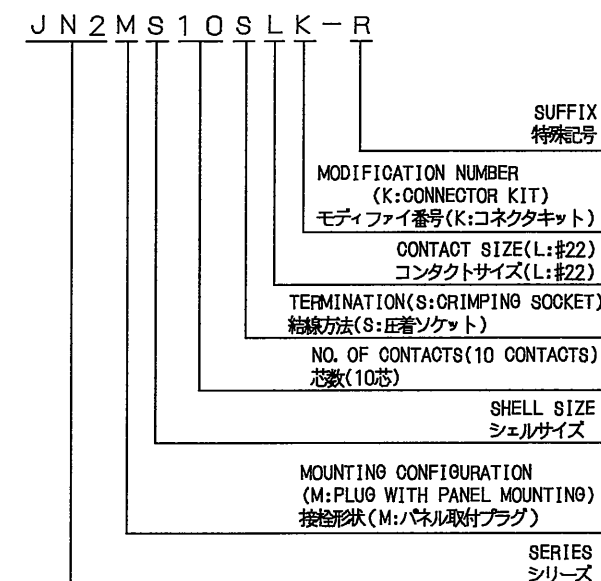 JN2MS10SLK-R
SUFFIX
特殊記号
MODIFICATION NUMBER
(K:CONNECTOR KIT)
モディファイ番号(K:コネクタキット)
CONTACT SIZE(L:#22)
コンタクトサイズ(L:#22)
TERMINATION(S:CRIMPING SOCKET)
結線方法(S:圧着ソケット)
NO. OF CONTACTS(10 CONTACTS)
芯数(10芯)
SHELL SIZE
シェルサイズ
MOUNTING CONFIGURATION
(M:PLUG WITH PANEL MOUNTING)
接栓形状(M:パネル取付プラグ)
SERIES
シリーズ